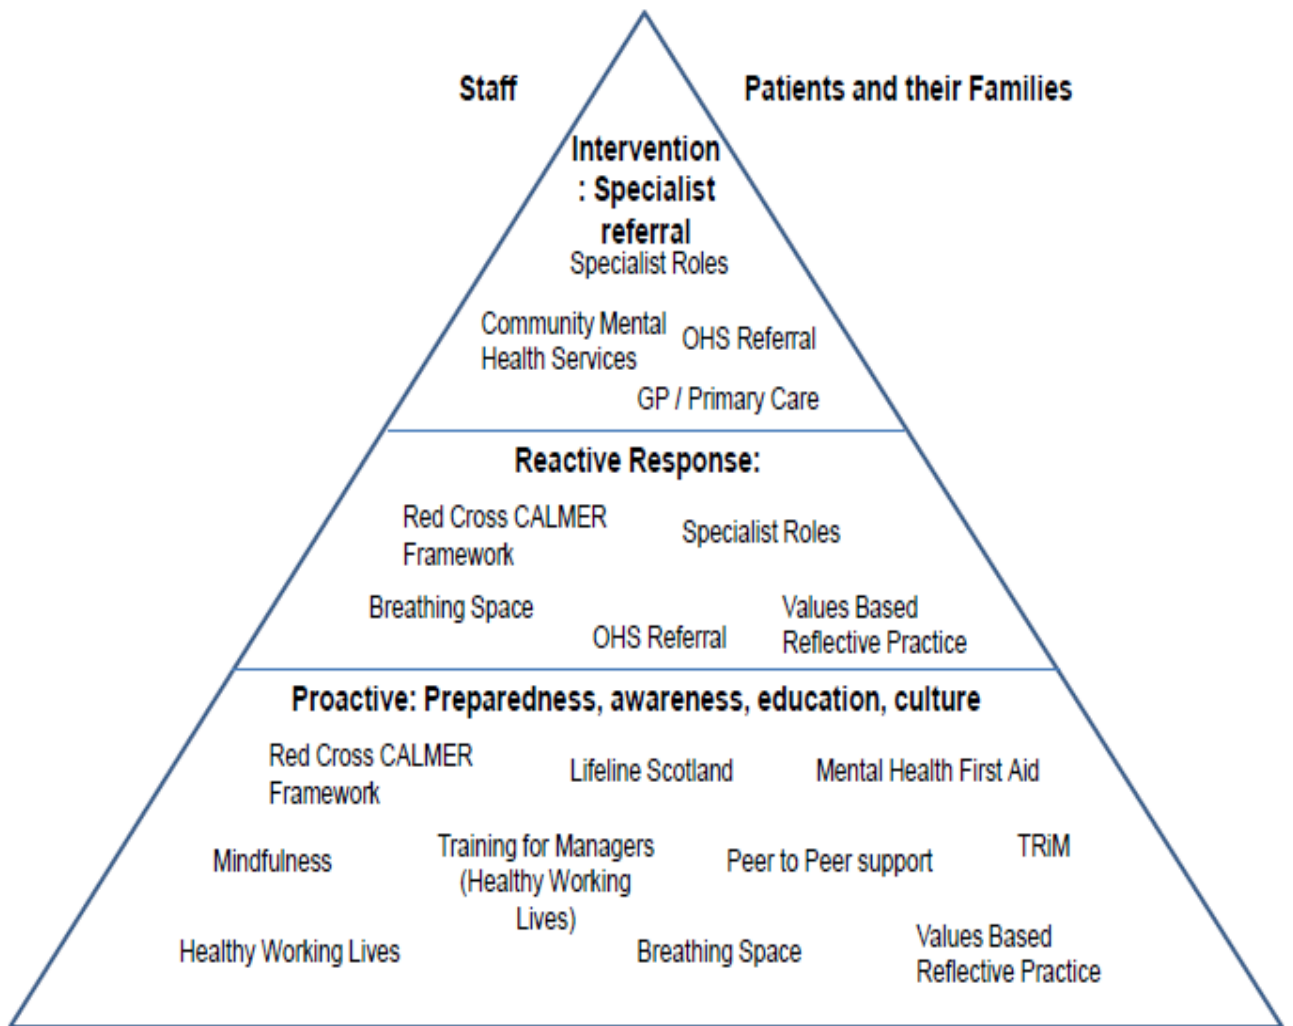 Staff
Patients and their Families
Intervention
: Specialist
referral
Specialist Roles
Community Mental
Health Services
OHS Referral
GP / Primary Care
Reactive Response:
Red Cross CALMER
Framework
Specialist Roles
Breathing Space
OHS Referral
Values Based
Reflective Practice
Proactive: Preparedness, awareness, education, culture
Red Cross CALMER
Framework
Lifeline Scotland
Mental Health First Aid
Mindfulness
Training for Managers
(Healthy Working
Lives)
Peer to Peer support
TRiM
Healthy Working Lives
Breathing Space
Values Based
Reflective Practice